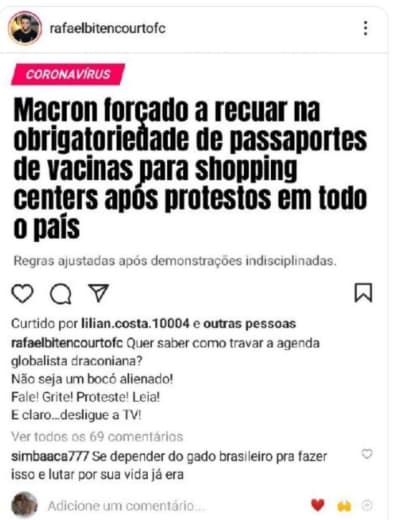 rafaelbitencourtofc
CORONAVÍRUS
Macron forçado a recuar na
obrigatoriedade de passaportes
de vacinas para shopping
centers após protestos em todo
o país
Regras ajustadas após demonstrações indisciplinadas.
Curtido por lilian.costa.10004 e outras pessoas
rafaelbitencourtofc Quer saber como travar a agenda
globalista draconiana?
Não seja um bocó alienado!
Fale! Grite! Proteste! Leia!
E claro...desligue a TV!
Ver todos os 69 comentários
simbaaca777 Se depender do gado brasileiro pra fazer
isso e lutar por sua vida já era
Adicione um comentário...